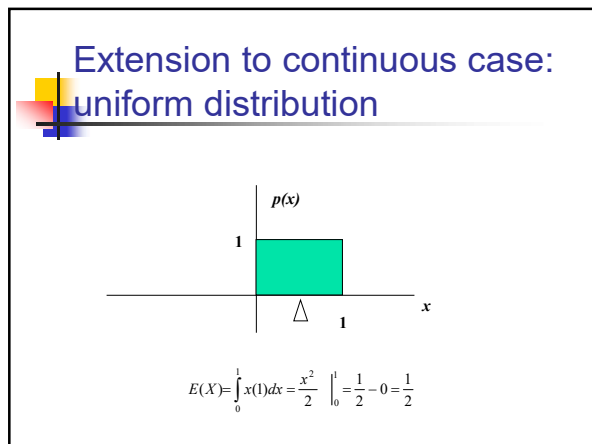 Extension to continuous case:
uniform distribution
p(x)
1
x
1
E(X)=∫₀¹ x(1)dx = x²/2 |₀¹ = 1/2 − 0 = 1/2